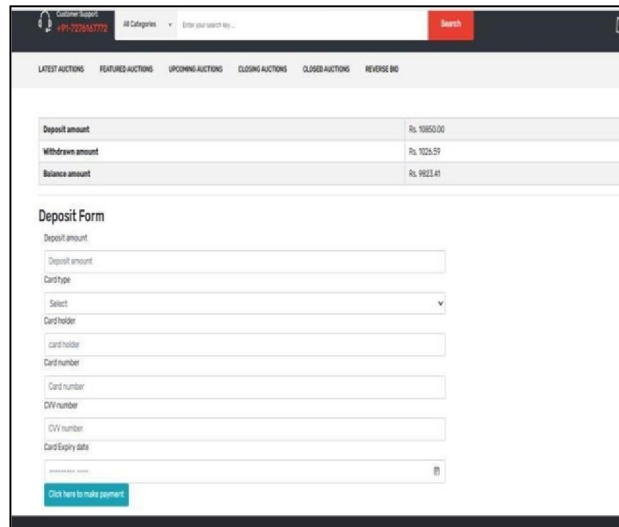 Customer Support
+91-7276167772
All Categories
Enter your search key ...
Search
LATEST AUCTIONS FEATURED AUCTIONS UPCOMING AUCTIONS CLOSING AUCTIONS CLOSED AUCTIONS REVERSE BID
Deposit amount Rs. 10850.00
Withdrawn amount Rs. 1026.59
Balance amount Rs. 9823.41
Deposit Form
Deposit amount
Deposit amount
Card type
Select
Card holder
card holder
Card number
Card number
CVV number
CVV number
Card Expiry date
--------- ----
Click here to make payment